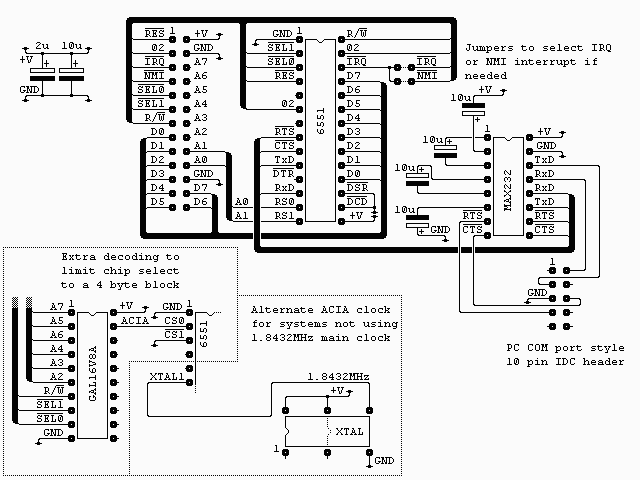 2u 10u
+V
GND
RES 1 +V
02 GND
IRQ A7
NMI A6
SEL0 A5
SEL1 A4
R/W A3
D0 A2
D1 A1
D2 A0
D3 GND
D4 D7
D5 D6
GND 1 R/W
SEL1 02
SEL0 IRQ
RES D7
D6
D5
02 D4
D3
RTS D2
CTS D1
TxD D0
DTR DSR
RxD DCD
RS0 +V
RS1
A0
A1
6551
IRQ
NMI
Jumpers to select IRQ
or NMI interrupt if
needed
+V
10u
10u
10u
10u
GND
1 +V
GND
TxD
RxD
RxD
TxD
RTS RTS
CTS CTS
MAX232
1
GND
PC COM port style
10 pin IDC header
Extra decoding to
limit chip select
to a 4 byte block
A7 1 +V
A5 ACIA
A6
A4
A3
A2
R/W
SEL1
SEL0
GND
GAL16V8A
GND 1
CS0
CS1
6551
XTAL1
Alternate ACIA clock
for systems not using
1.8432MHz main clock
1.8432MHz
+V
XTAL
1
GND